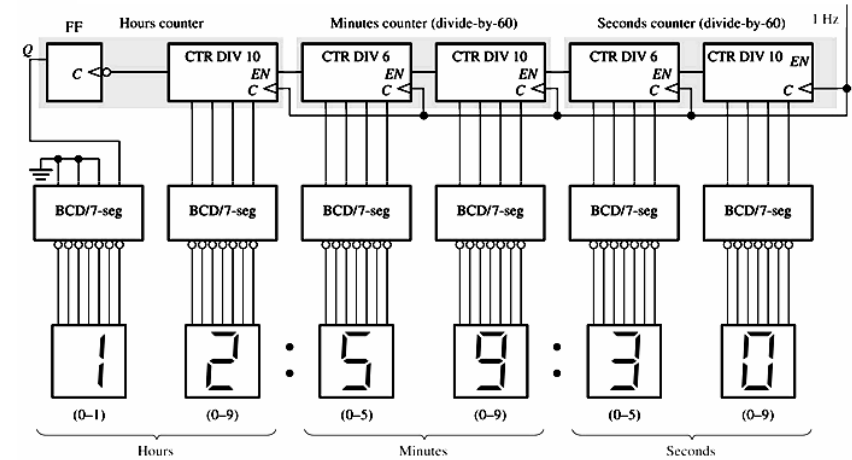 FF Hours counter Minutes counter (divide-by-60) Seconds counter (divide-by-60) 1 Hz
Q
CTR DIV 10 CTR DIV 6 CTR DIV 10 CTR DIV 6 CTR DIV 10
EN EN EN EN EN
C C C C C C
BCD/7-seg BCD/7-seg BCD/7-seg BCD/7-seg BCD/7-seg BCD/7-seg
1 2 : 5 9 : 3 0
(0–1) (0–9) (0–5) (0–9) (0–5) (0–9)
Hours Minutes Seconds